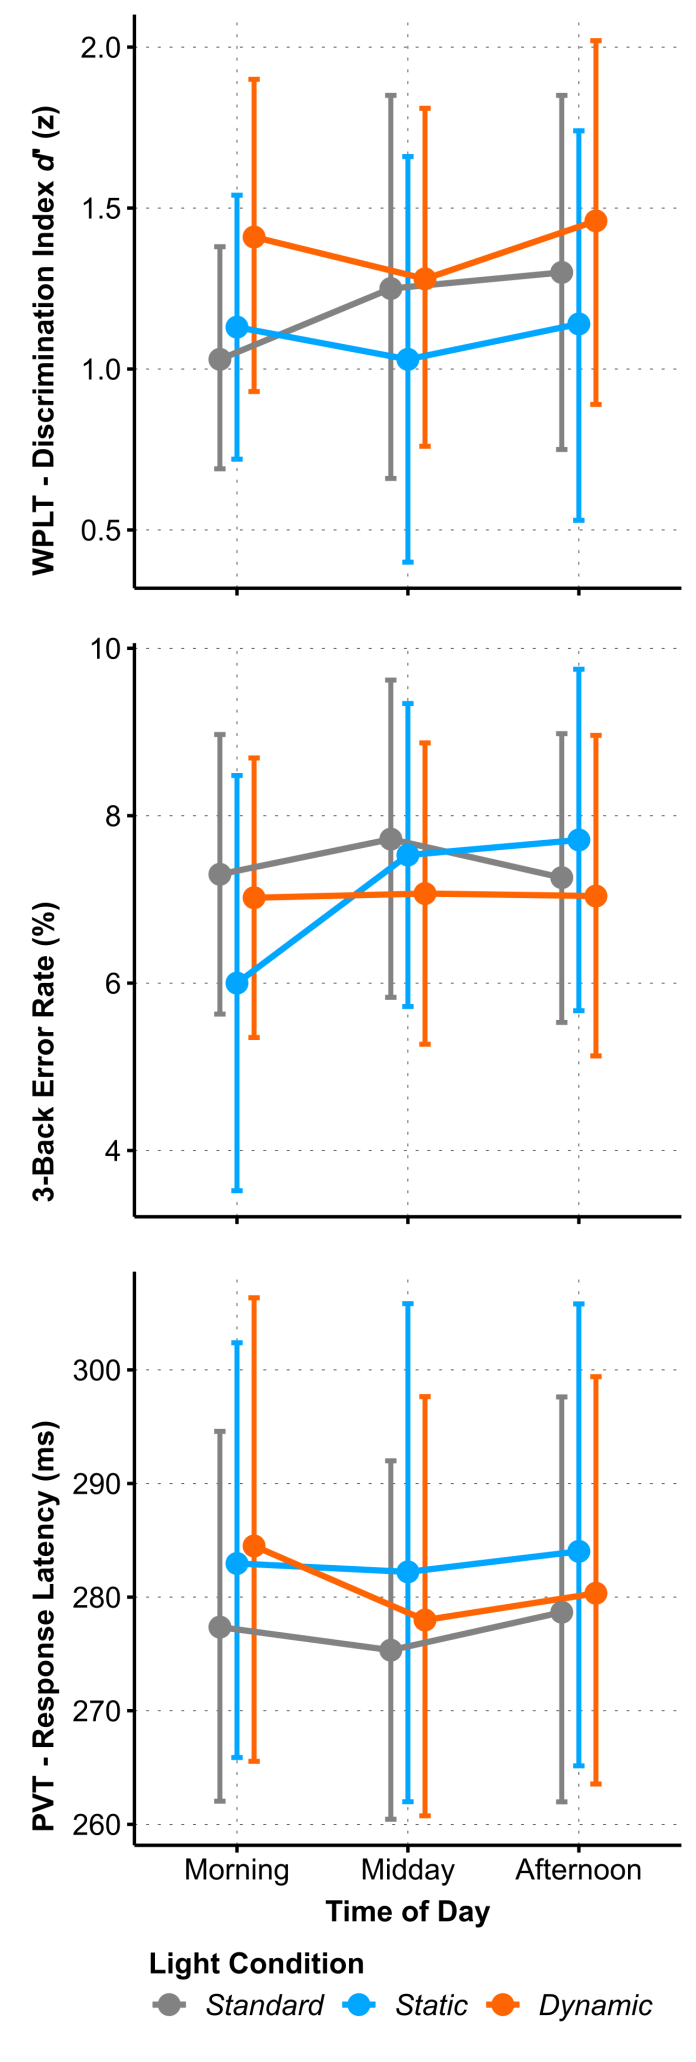 WPLT - Discrimination Index d' (z)
2.0
1.5
1.0
0.5
3-Back Error Rate (%)
10
8
6
4
PVT - Response Latency (ms)
300
290
280
270
260
Morning Midday Afternoon
Time of Day
Light Condition
Standard Static Dynamic